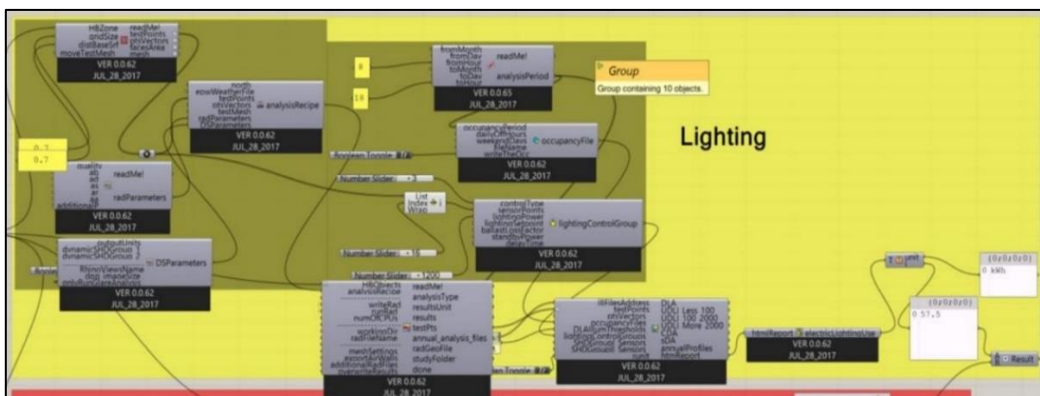 HBZone
gridSize
distBaseSrf
moveTestMesh
readMe!
testPoints
ptsVectors
facesArea
mesh
VER 0.0.62
JUL_28_2017
north
epwWeatherFile
testPoints
ptsVectors
testMesh
radParameters
DSParameters
analysisRecipe
VER 0.0.62
JUL_28_2017
0.7
0.7
quality
ab
ad
as
ar
aa
additionalP
readMe!
radParameters
VER 0.0.62
JUL_28_2017
outputUnits
dynamicSHDGroup_1
dynamicSHDGroup_2
RhinoViewsName
onlyRunGlareAnalysis
DSParameters
VER 0.0.62
JUL_28_2017
8
18
fromMonth
fromDay
fromHour
toMonth
toDay
toHour
readMe!
analysisPeriod
VER 0.0.65
JUL_28_2017
Group
Group containing 10 objects.
Lighting
occupancyPeriod
dailyOffHours
weekendDays
fileName
writeTheOcc
occupancyFile
VER 0.0.62
JUL_28_2017
Boolean Toggle
Number Slider
3
List
Index
Wrap
i
Number Slider
Number Slider
1200
controlType
sensorPoints
lightingPower
lightingSetpoint
ballastLossFactor
standbyPower
delayTime
lightingControlGroup
VER 0.0.62
JUL_28_2017
HBObjects
analysisRecipe
writeRad
runRad
numOfCPUs
workingDir
radFileName
meshSettings
exportAirWalls
additionalRadFiles
overwriteResults
readMe!
analysisType
resultsUnit
results
testPts
annual_analysis_files
radGeoFile
studyFolder
done
VER 0.0.62
JUL_28_2017
illFilesAddress
testPoints
ptsVectors
occupancyFiles
DLAIllumThresholds
lightingControlGroups
SHDGroupI_Sensors
SHDGroupII_Sensors
runIt
DLA
UDLI_Less_100
UDLI_100_2000
UDLI_More_2000
CDA
sDA
annualProfiles
htmReport
VER 0.0.62
JUL_28_2017
htmlReport
electricLightingUse
VER 0.0.62
JUL_28_2017
unit
{0;0;0;0}
0 kWh
{0;0;0;0}
0 57.5
Result